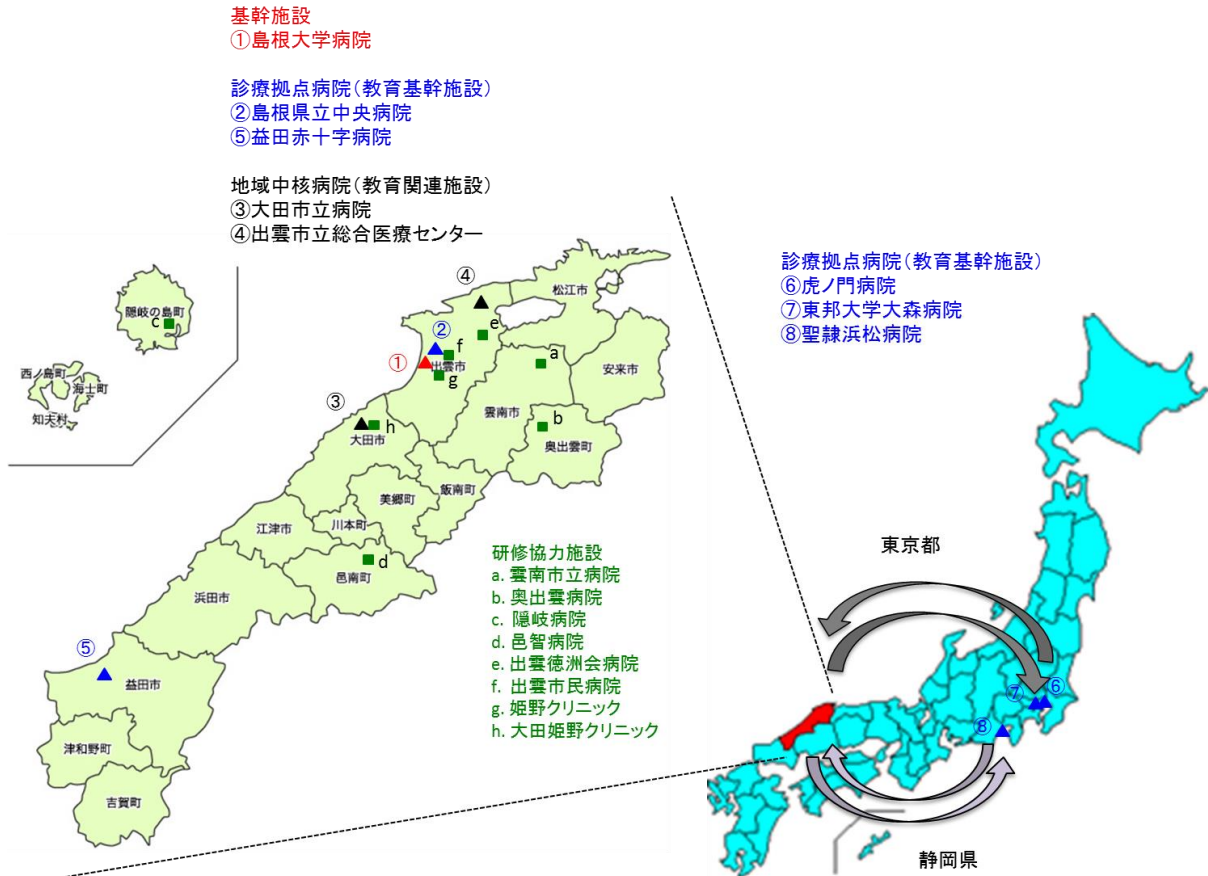 基幹施設
①島根大学病院
診療拠点病院(教育基幹施設)
②島根県立中央病院
⑤益田赤十字病院
地域中核病院(教育関連施設)
③大田市立病院
④出雲市立総合医療センター
診療拠点病院(教育基幹施設)
⑥虎ノ門病院
⑦東邦大学大森病院
⑧聖隷浜松病院
隠岐の島町
c
西ノ島町
海士町
知夫村
④
松江市
②
e
f
①
出雲市
g
a
安来市
雲南市
③
h
大田市
b
奥出雲町
飯南町
美郷町
川本町
江津市
d
邑南町
浜田市
⑤
益田市
津和野町
吉賀町
研修協力施設
a. 雲南市立病院
b. 奥出雲病院
c. 隠岐病院
d. 邑智病院
e. 出雲徳洲会病院
f. 出雲市民病院
g. 姫野クリニック
h. 大田姫野クリニック
東京都
⑦
⑥
⑧
静岡県